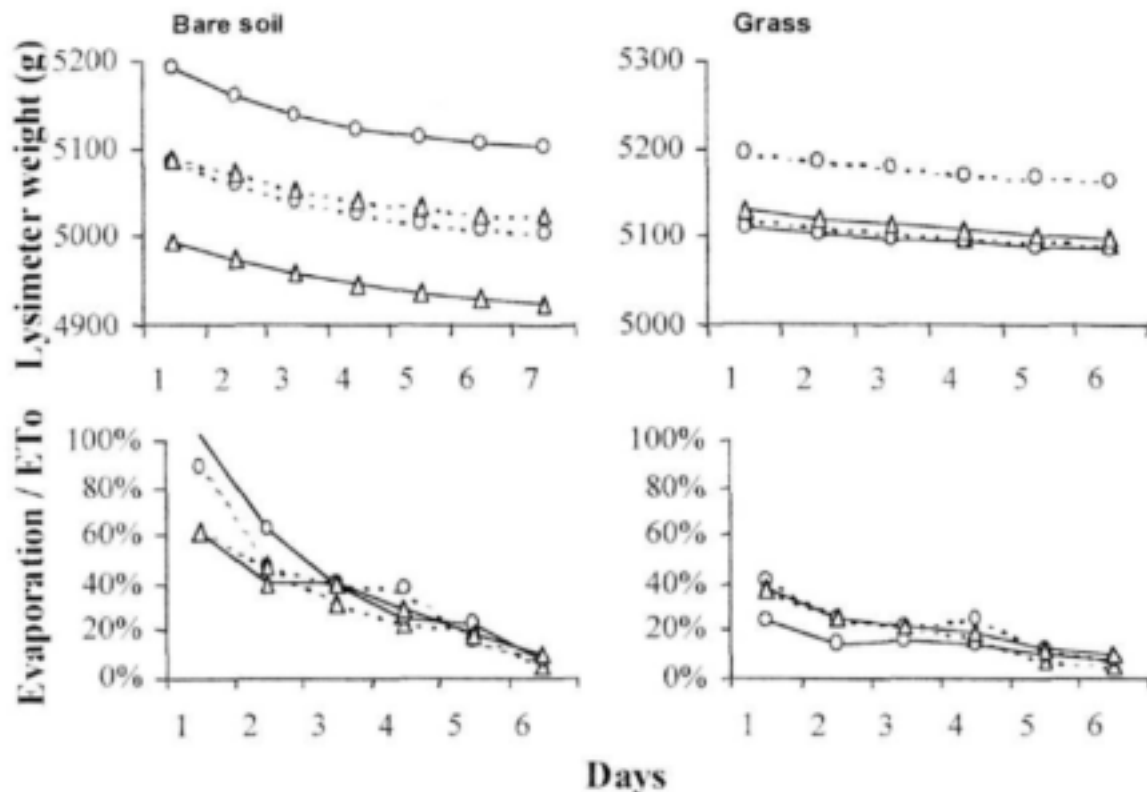 Bare soil
Grass
Lysimeter weight (g)
5200
5100
5000
4900
1 2 3 4 5 6 7
5300
5200
5100
5000
1 2 3 4 5 6
Evaporation / ETo
100%
80%
60%
40%
20%
0%
1 2 3 4 5 6
100%
80%
60%
40%
20%
0%
1 2 3 4 5 6
Days